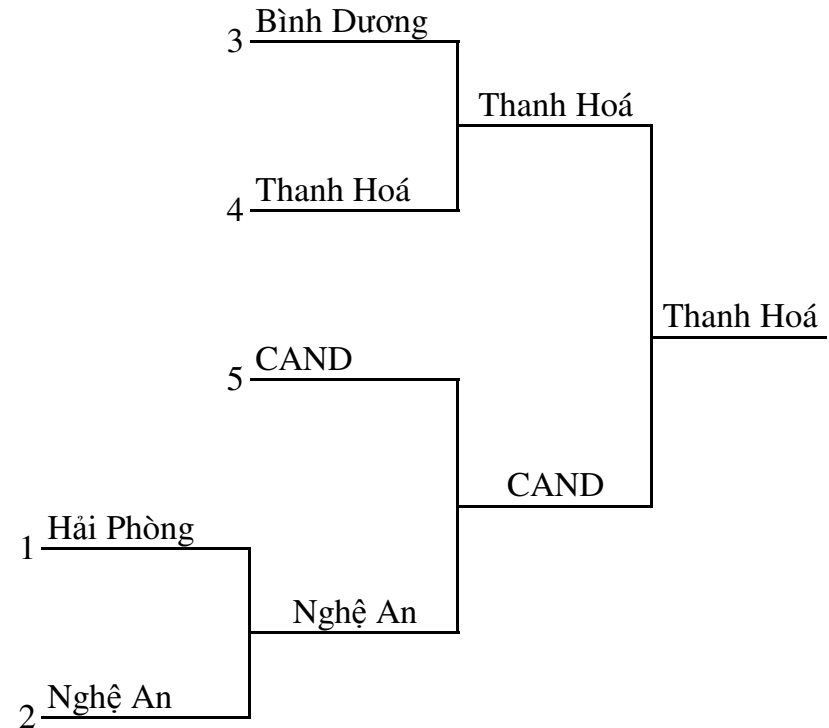 Bình Dương
3
Thanh Hoá
Thanh Hoá
4
Thanh Hoá
CAND
5
CAND
Hải Phòng
1
Nghệ An
Nghệ An
2